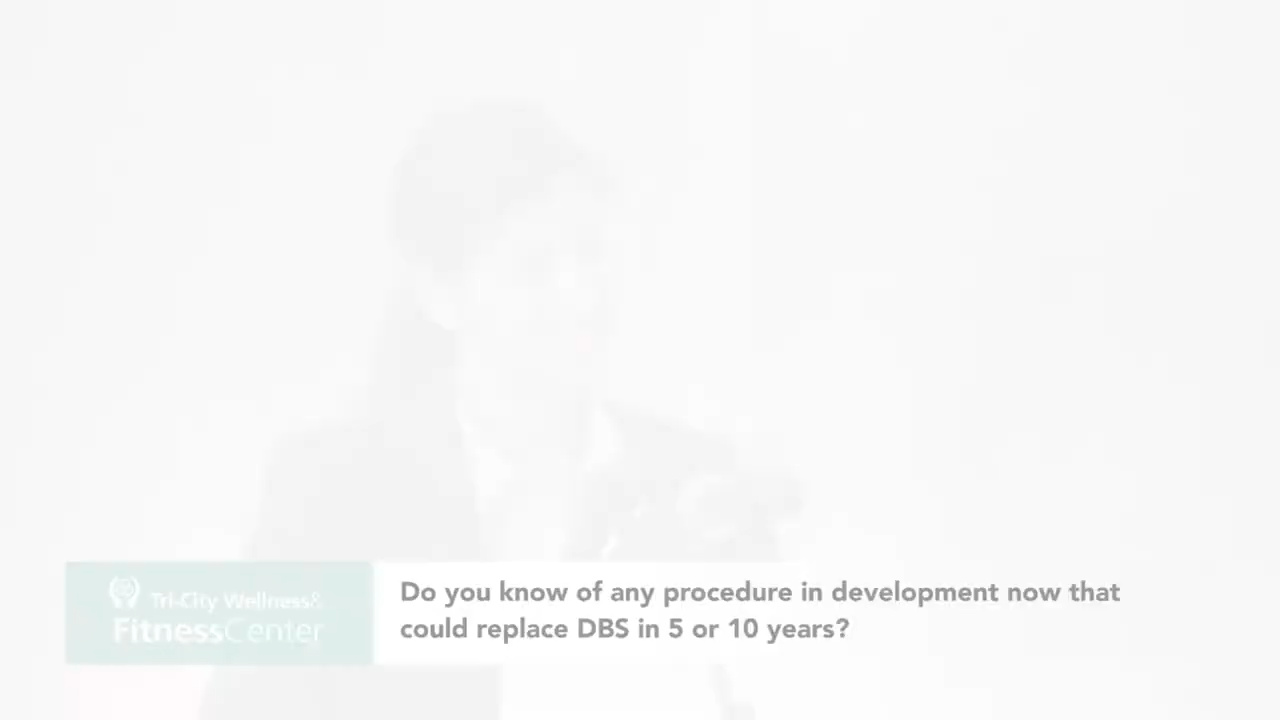 Tri-City Wellness&
FitnessCenter
Do you know of any procedure in development now that
could replace DBS in 5 or 10 years?